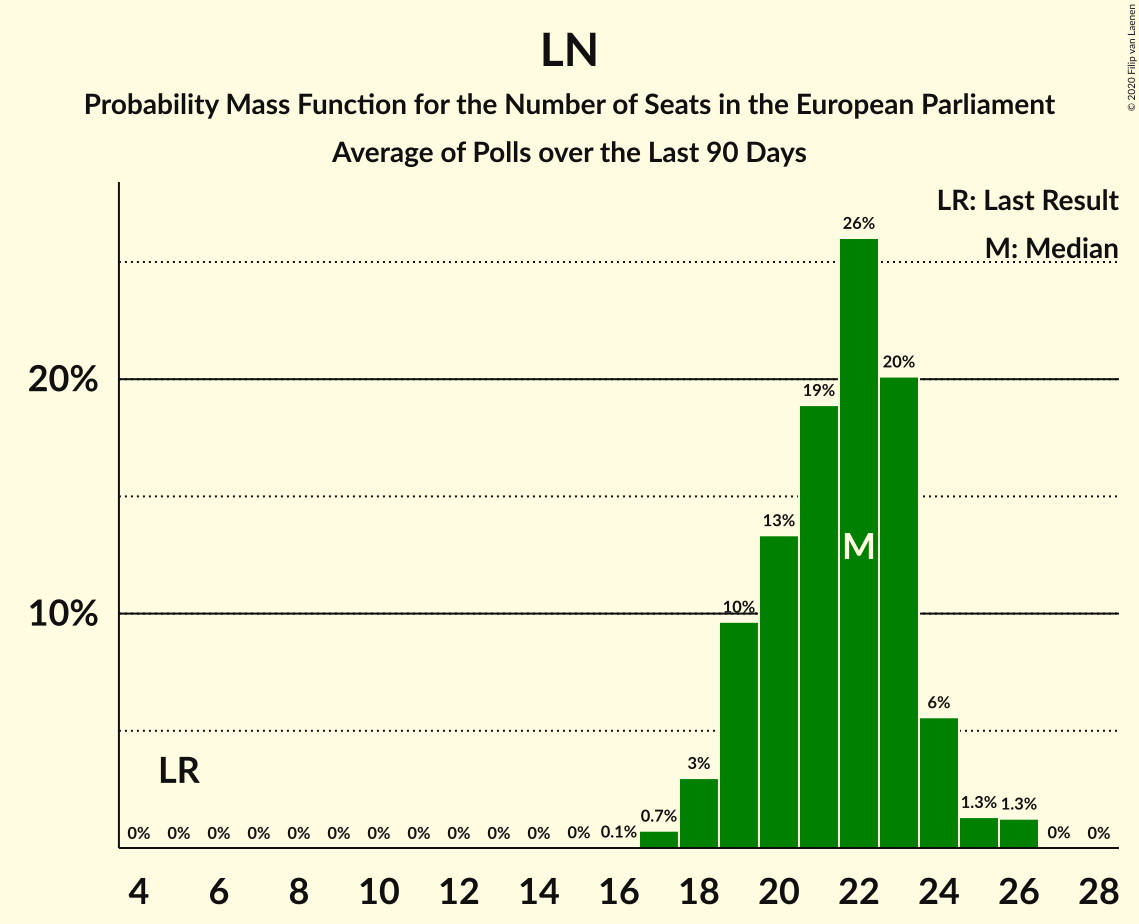 LN
Probability Mass Function for the Number of Seats in the European Parliament
Average of Polls over the Last 90 Days
© 2020 Filip van Laenen
LR: Last Result
M: Median
20%
10%
0% 0% 0% 0% 0% 0% 0% 0% 0% 0% 0% 0% 0.1% 0.7% 3% 10% 13% 19% 26% 20% 6% 1.3% 1.3% 0% 0%
LR
M
4 6 8 10 12 14 16 18 20 22 24 26 28